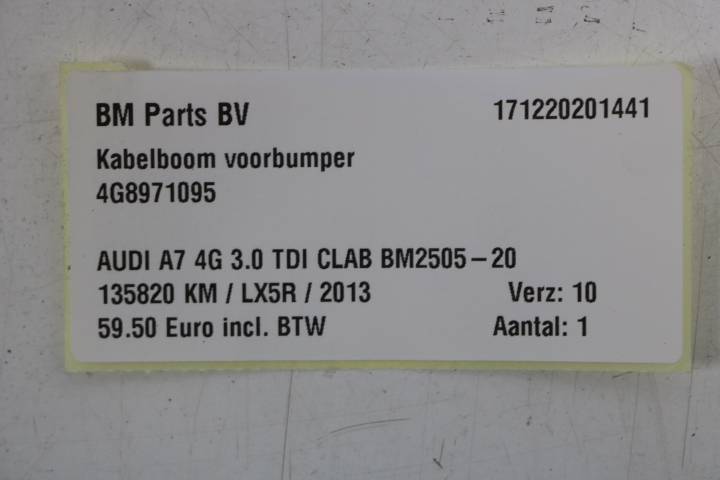 BM Parts BV 171220201441
Kabelboom voorbumper
4G8971095
AUDI A7 4G 3.0 TDI CLAB BM2505-20
135820 KM / LX5R / 2013 Verz: 10
59.50 Euro incl. BTW Aantal: 1